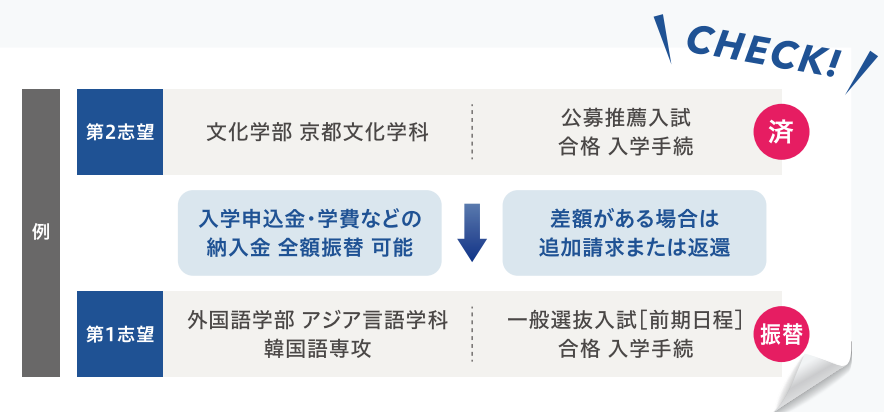 CHECK!
例
第2志望
文化学部 京都文化学科
公募推薦入試
合格 入学手続
済
入学申込金・学費などの
納入金 全額振替 可能
差額がある場合は
追加請求または返還
第1志望
外国語学部 アジア言語学科
韓国語専攻
一般選抜入試[前期日程]
合格 入学手続
振替